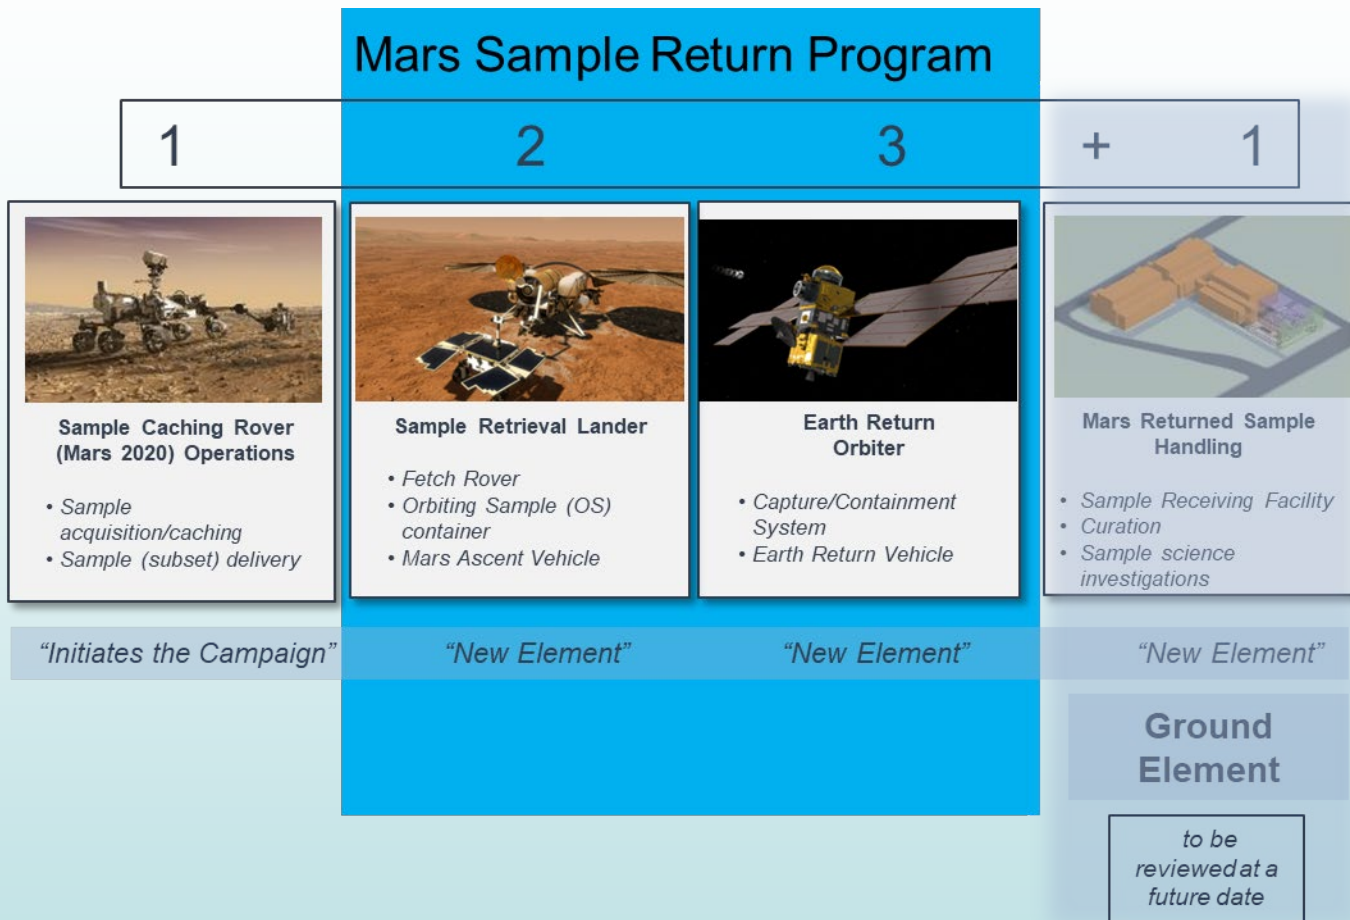 Mars Sample Return Program
1 2 3 + 1
Sample Caching Rover
(Mars 2020) Operations
• Sample
acquisition/caching
• Sample (subset) delivery
Sample Retrieval Lander
• Fetch Rover
• Orbiting Sample (OS)
container
• Mars Ascent Vehicle
Earth Return
Orbiter
• Capture/Containment
System
• Earth Return Vehicle
Mars Returned Sample
Handling
• Sample Receiving Facility
• Curation
• Sample science
investigations
“Initiates the Campaign” “New Element” “New Element” “New Element”
Ground
Element
to be
reviewed at a
future date